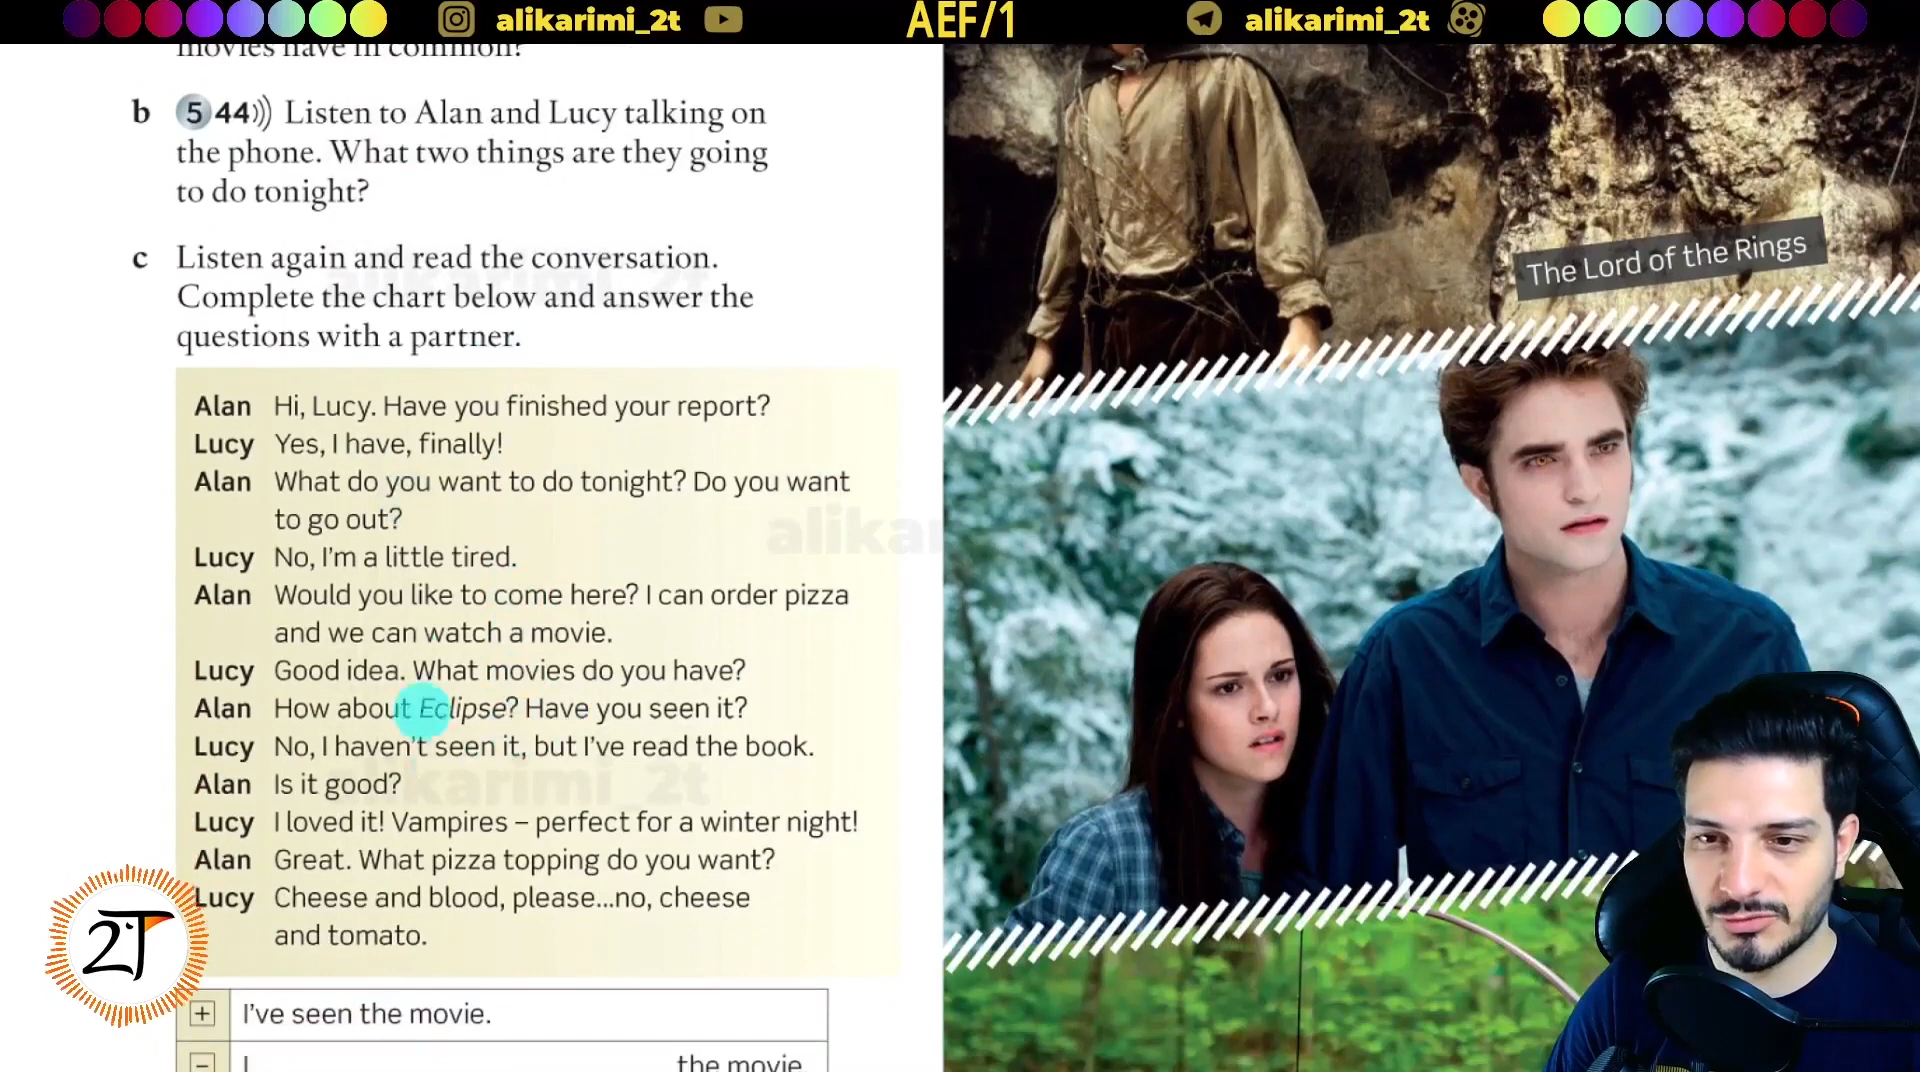 alikarimi_2t
AEF/1
alikarimi_2t
movies have in common?
b 5 44 Listen to Alan and Lucy talking on
the phone. What two things are they going
to do tonight?
c Listen again and read the conversation.
Complete the chart below and answer the
questions with a partner.
Alan Hi, Lucy. Have you finished your report?
Lucy Yes, I have, finally!
Alan What do you want to do tonight? Do you want
to go out?
Lucy No, I'm a little tired.
Alan Would you like to come here? I can order pizza
and we can watch a movie.
Lucy Good idea. What movies do you have?
Alan How about Eclipse? Have you seen it?
Lucy No, I haven't seen it, but I've read the book.
Alan Is it good?
Lucy I loved it! Vampires – perfect for a winter night!
Alan Great. What pizza topping do you want?
Lucy Cheese and blood, please...no, cheese
and tomato.
+ I've seen the movie.
− I the movie
The Lord of the Rings
alikarimi_2t
alikar
alikarimi_2t
2T